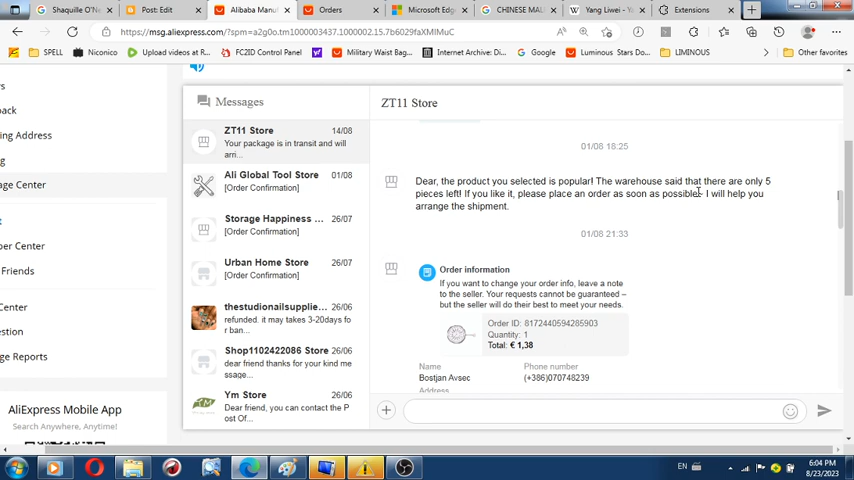 Shaquille O'Ne
Post: Edit
Alibaba Manuf
Orders
Microsoft Edg
CHINESE MAL
Yang Liwei - V
Extensions
https://msg.aliexpress.com/?spm=a2g0o.tm1000003437.1000002.15.7b6029faXMIMuC
SPELL
Niconico
Upload videos at R...
FC2ID Control Panel
Military Waist Bag...
Internet Archive: Di...
Google
Luminous Stars Do...
LIMINOUS
Other favorites
s
back
ing Address
g
age Center
per Center
Friends
Center
estion
ge Reports
AliExpress Mobile App
Search Anywhere, Anytime!
Messages
ZT11 Store 14/08
Your package is in transit and will
arri...
Ali Global Tool Store 01/08
[Order Confirmation]
Storage Happiness ... 26/07
[Order Confirmation]
Urban Home Store 26/07
[Order Confirmation]
thestudionailsupplie... 26/06
refunded. it may takes 3-20days fo
r ban...
Shop1102422086 Store 26/06
dear friend thanks for your kind me
ssage...
Ym Store 26/06
Dear friend, you can contact the P
ost Of...
ZT11 Store
01/08 18:25
Dear, the product you selected is popular! The warehouse said that there are only 5
pieces left! If you like it, please place an order as soon as possible~ I will help you
arrange the shipment.
01/08 21:33
Order information
If you want to change your order info, leave a note
to the seller. Your requests cannot be guaranteed –
but the seller will do their best to meet your needs.
Order ID: 8172440594285903
Quantity: 1
Total: € 1,38
Name Phone number
Bostjan Avsec (+386)070748239
Address
EN
6:04 PM
8/23/2023